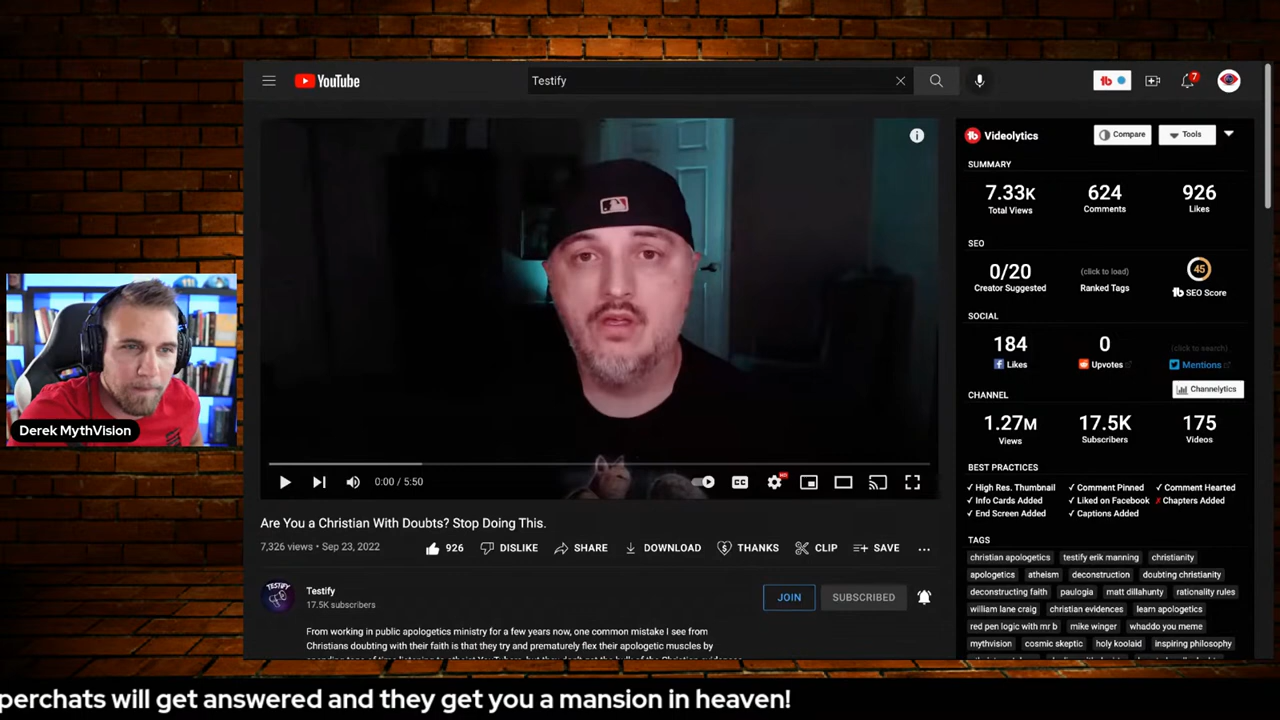 YouTube
Testify
7
Videolytics
Compare
Tools
SUMMARY
7.33K
624
926
Total Views
Comments
Likes
SEO
0/20
(click to load)
45
Creator Suggested
Ranked Tags
SEO Score
SOCIAL
184
0
(click to search)
Likes
Upvotes
Mentions
Channelytics
CHANNEL
1.27M
17.5K
175
Views
Subscribers
Videos
BEST PRACTICES
✓ High Res. Thumbnail ✓ Comment Pinned ✓ Comment Hearted
✓ Info Cards Added ✓ Liked on Facebook ✗ Chapters Added
✓ End Screen Added ✓ Captions Added
TAGS
christian apologetics testify erik manning christianity
apologetics atheism deconstruction doubting christianity
deconstructing faith paulogia matt dillahunty rationality rules
william lane craig christian evidences learn apologetics
red pen logic with mr b mike winger whaddo you meme
mythvision cosmic skeptic holy koolaid inspiring philosophy
Derek MythVision
0:00 / 5:50
CC
HD
Are You a Christian With Doubts? Stop Doing This.
7,326 views • Sep 23, 2022
926 DISLIKE SHARE DOWNLOAD THANKS CLIP SAVE
TESTIFY
Testify
17.5K subscribers
JOIN
SUBSCRIBED
From working in public apologetics ministry for a few years now, one common mistake I see from
Christians doubting with their faith is that they try and prematurely flex their apologetic muscles by
perchats will get answered and they get you a mansion in heaven!